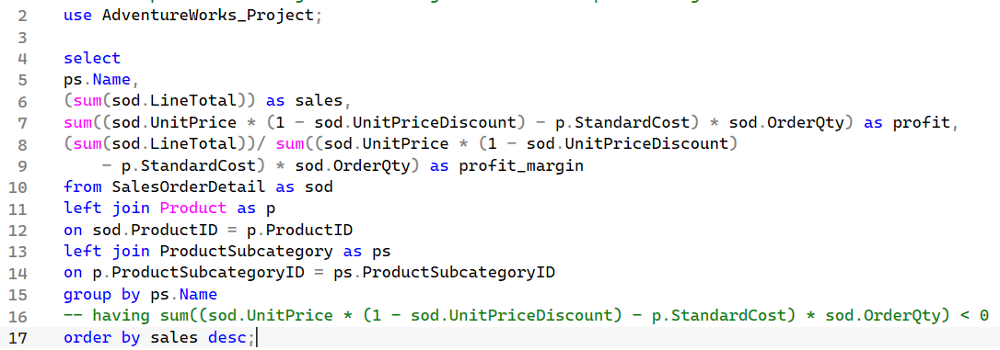 2 use AdventureWorks_Project;
3
4 select
5 ps.Name,
6 (sum(sod.LineTotal)) as sales,
7 sum((sod.UnitPrice * (1 - sod.UnitPriceDiscount) - p.StandardCost) * sod.OrderQty) as profit,
8 (sum(sod.LineTotal))/ sum((sod.UnitPrice * (1 - sod.UnitPriceDiscount)
9     - p.StandardCost) * sod.OrderQty) as profit_margin
10 from SalesOrderDetail as sod
11 left join Product as p
12 on sod.ProductID = p.ProductID
13 left join ProductSubcategory as ps
14 on p.ProductSubcategoryID = ps.ProductSubcategoryID
15 group by ps.Name
16 -- having sum((sod.UnitPrice * (1 - sod.UnitPriceDiscount) - p.StandardCost) * sod.OrderQty) < 0
17 order by sales desc;